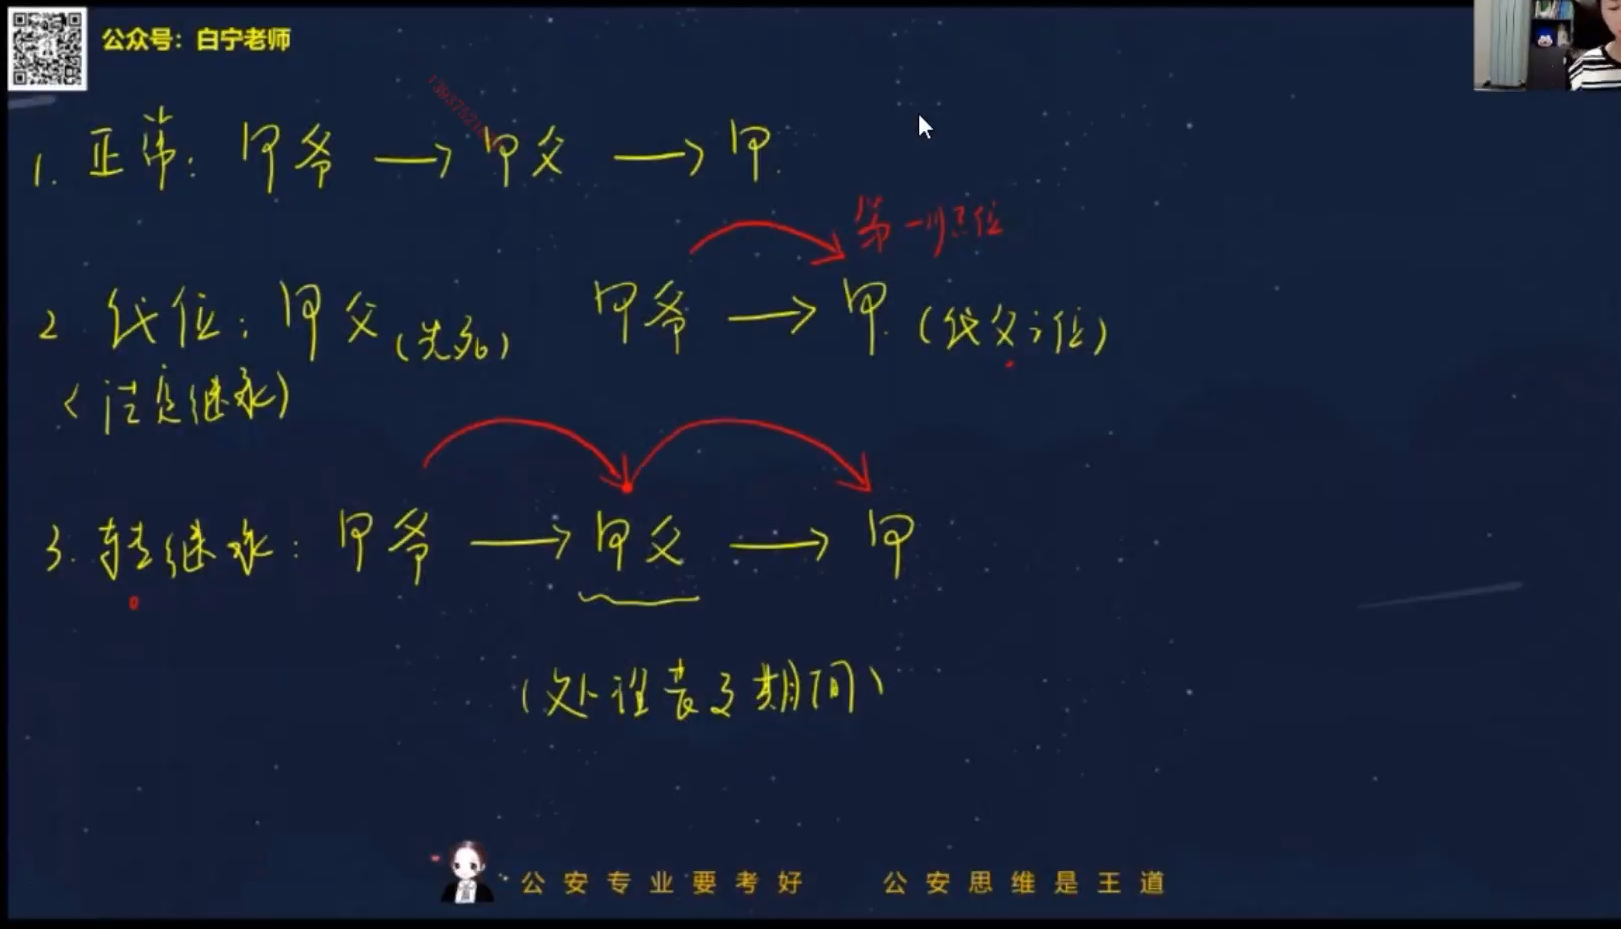 公众号：白宁老师
1. 正常：甲爷 → 甲父 → 甲
第一顺位
2 代位：甲父（先死） 甲爷 → 甲（代父之位）
（法定继承）
3. 转继承：甲爷 → 甲父 → 甲
（处理丧事期间）
公安专业要考好 公安思维是王道